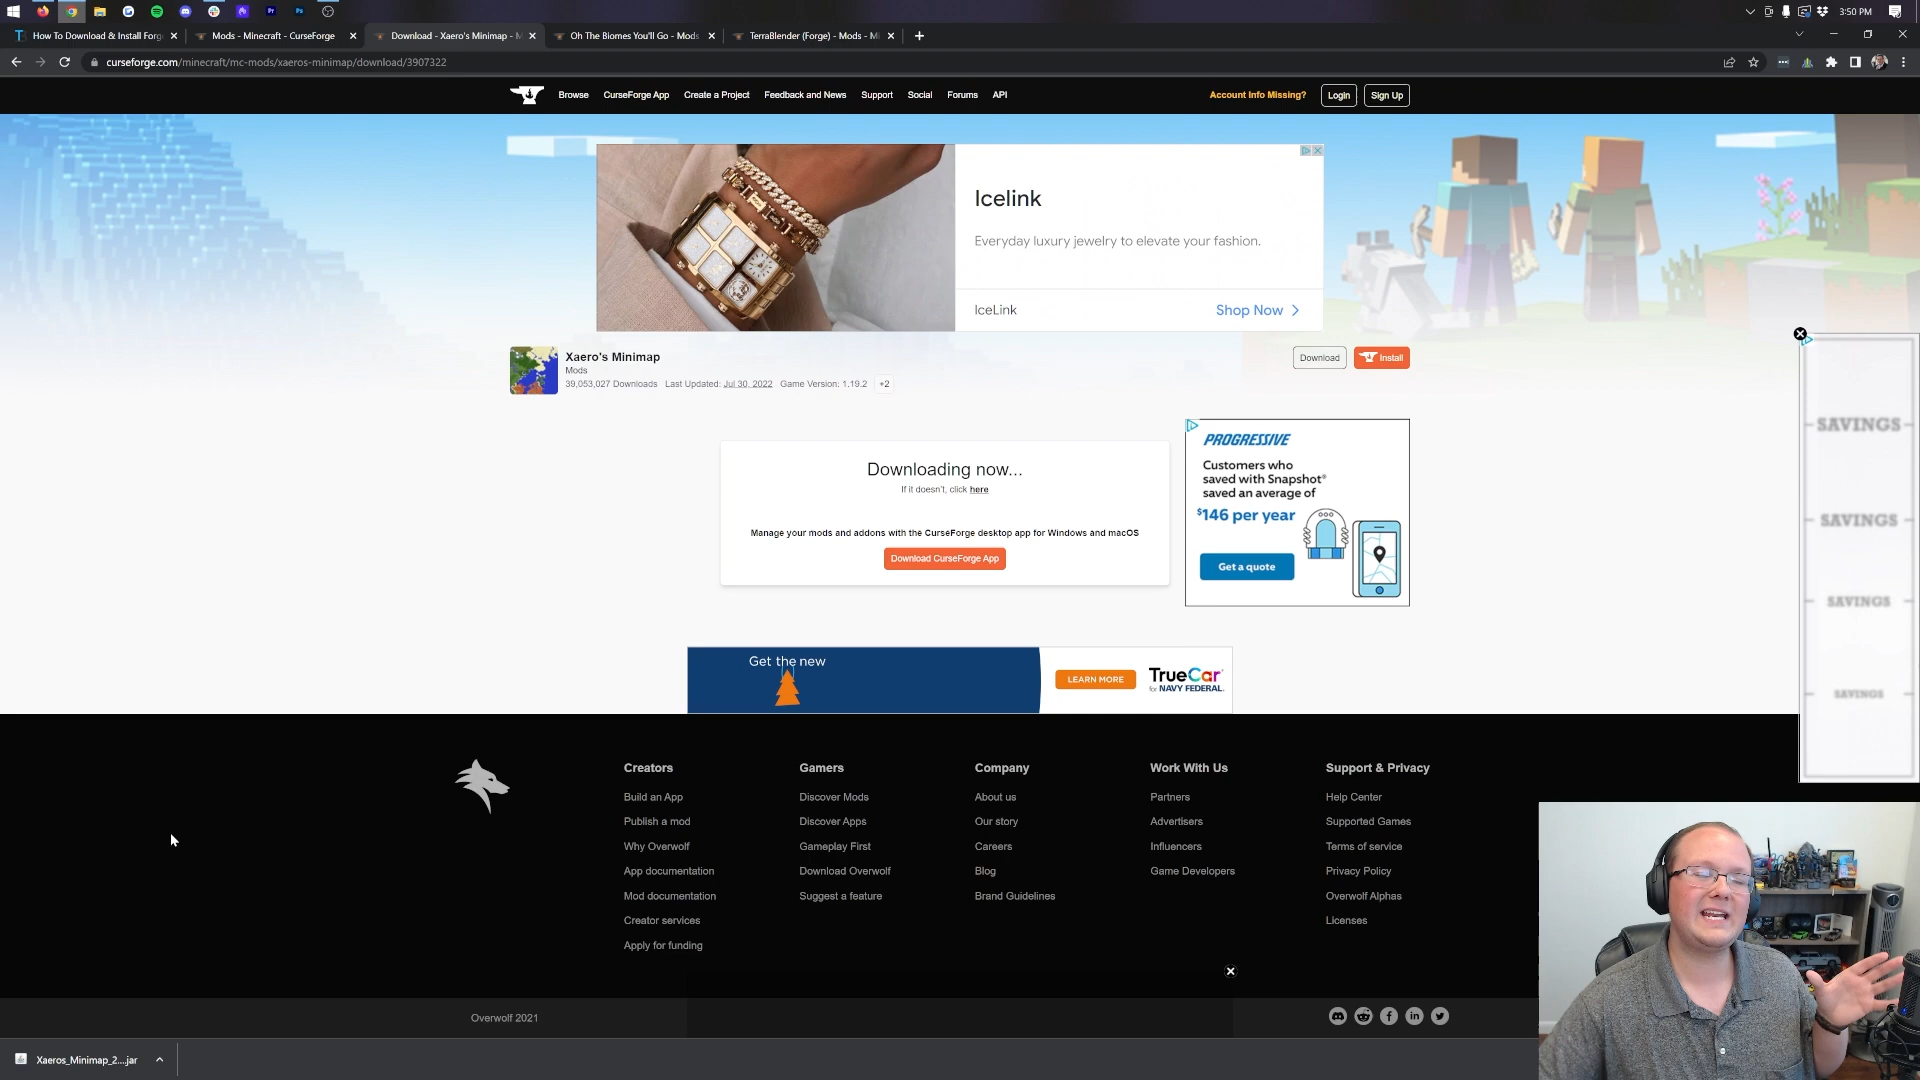 3:50 PM
How To Download & Install Forg
Mods - Minecraft - CurseForge
Download - Xaero's Minimap - M
Oh The Biomes You'll Go - Mods
TerraBlender (Forge) - Mods - Mi
curseforge.com/minecraft/mc-mods/xaeros-minimap/download/3907322
Browse
CurseForge App
Create a Project
Feedback and News
Support
Social
Forums
API
Account Info Missing?
Login
Sign Up
Icelink
Everyday luxury jewelry to elevate your fashion.
IceLink
Shop Now
Xaero's Minimap
Mods
39,053,027 Downloads Last Updated: Jul 30, 2022 Game Version: 1.19.2 +2
Download
Install
Downloading now...
If it doesn't, click here
Manage your mods and addons with the CurseForge desktop app for Windows and macOS
Download CurseForge App
PROGRESSIVE
Customers who
saved with Snapshot®
saved an average of
$146 per year
Get a quote
SAVINGS
SAVINGS
SAVINGS
SAVINGS
Get the new
LEARN MORE
TrueCar
for NAVY FEDERAL.
Creators
Build an App
Publish a mod
Why Overwolf
App documentation
Mod documentation
Creator services
Apply for funding
Gamers
Discover Mods
Discover Apps
Gameplay First
Download Overwolf
Suggest a feature
Company
About us
Our story
Careers
Blog
Brand Guidelines
Work With Us
Partners
Advertisers
Influencers
Game Developers
Support & Privacy
Help Center
Supported Games
Terms of service
Privacy Policy
Overwolf Alphas
Licenses
Overwolf 2021
Xaeros_Minimap_2....jar